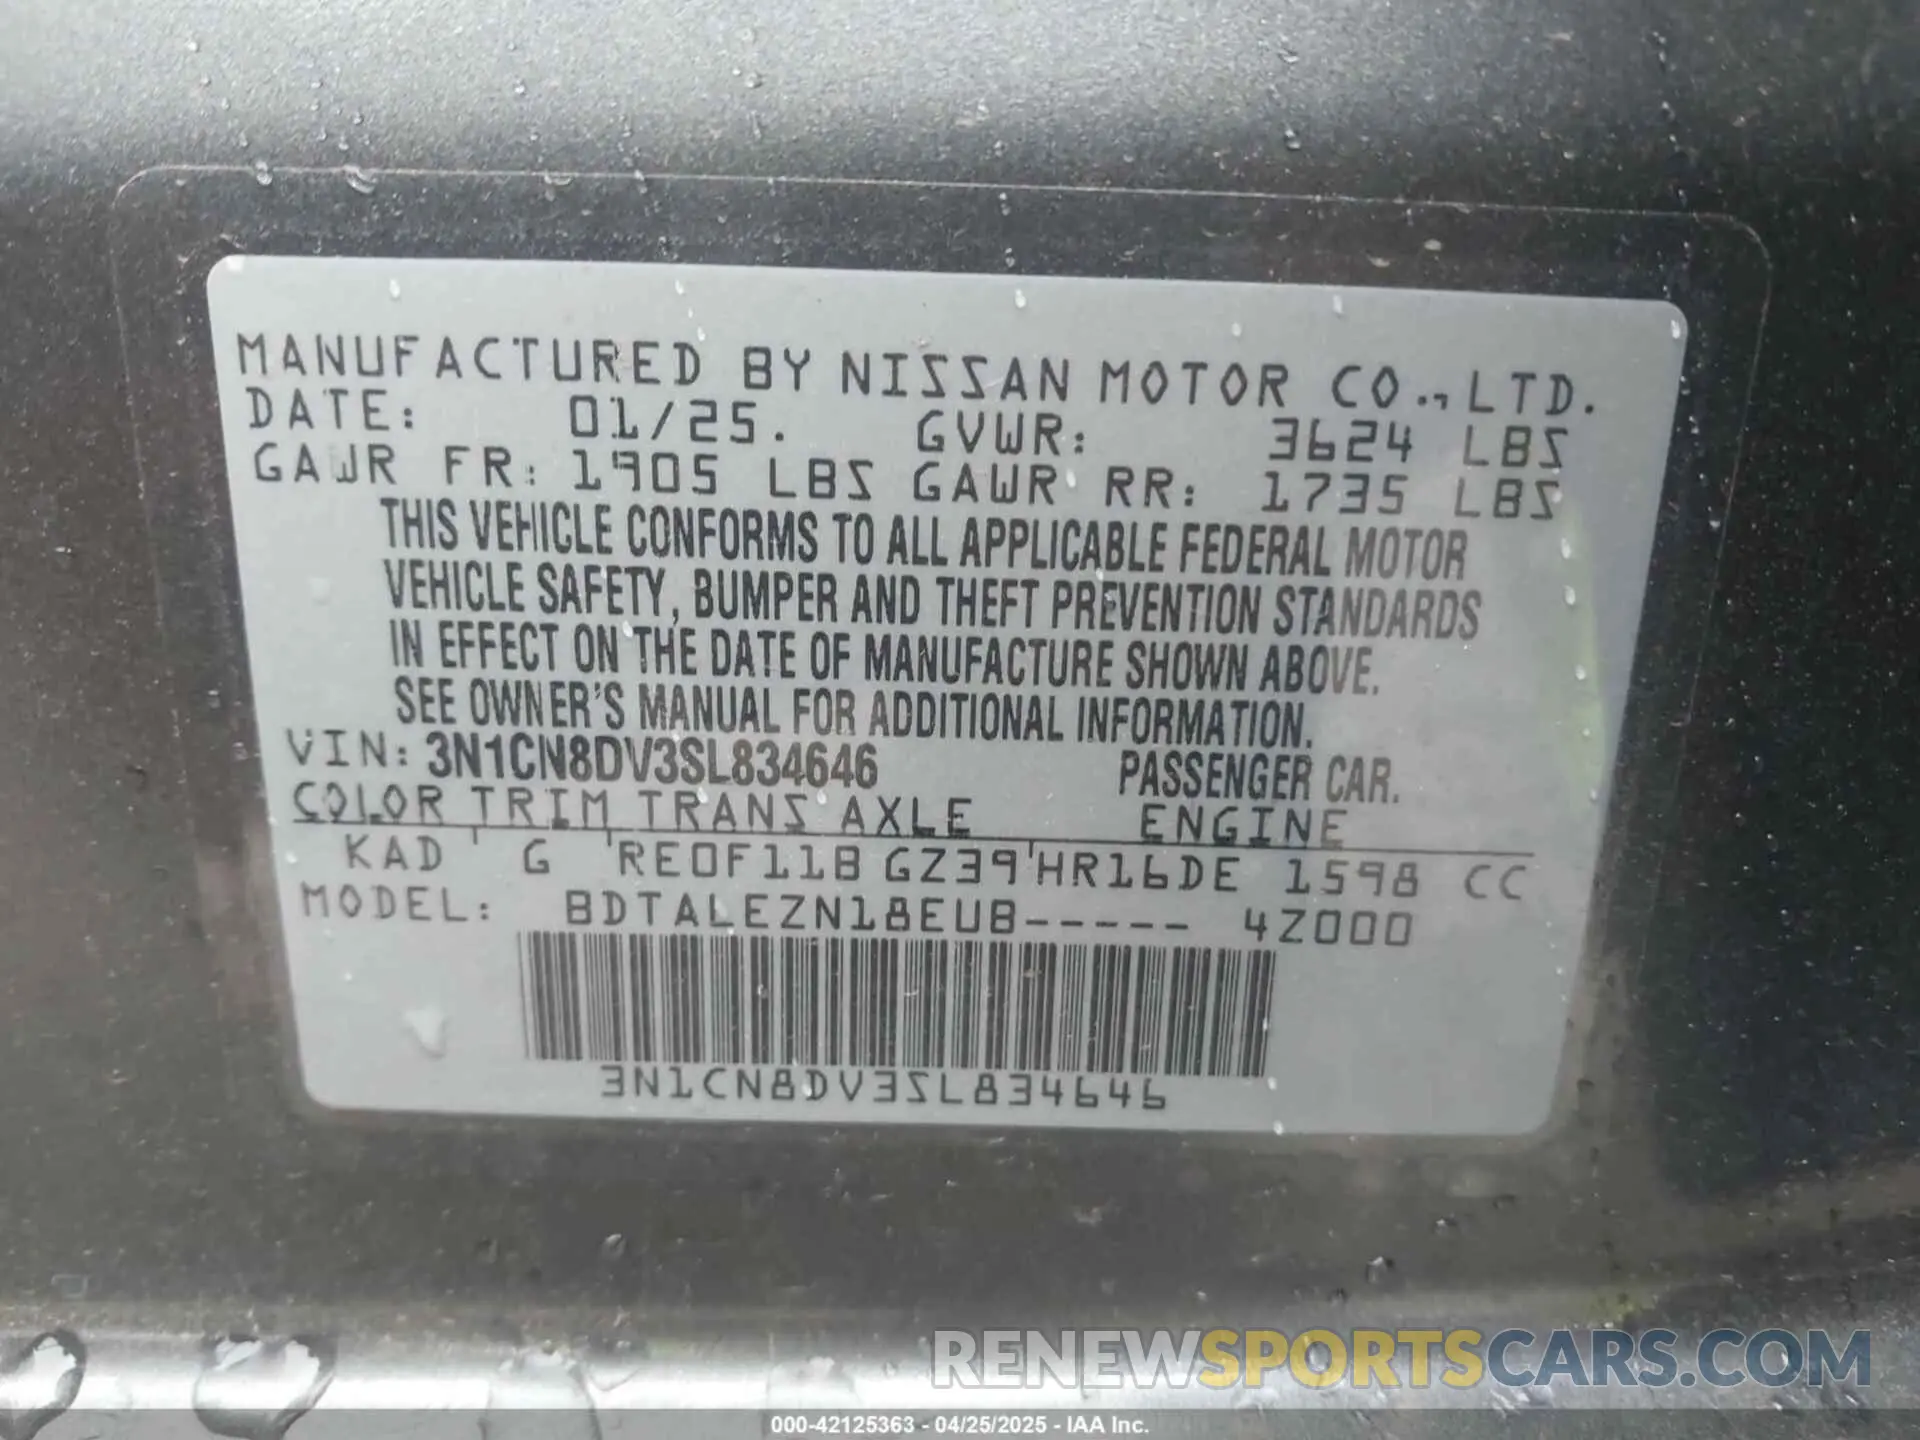 MANUFACTURED BY NISSAN MOTOR CO., LTD.
DATE: 01/25. GVWR: 3624 LBS
GAWR FR: 1905 LBS GAWR RR: 1735 LBS
THIS VEHICLE CONFORMS TO ALL APPLICABLE FEDERAL MOTOR
VEHICLE SAFETY, BUMPER AND THEFT PREVENTION STANDARDS
IN EFFECT ON THE DATE OF MANUFACTURE SHOWN ABOVE.
SEE OWNER'S MANUAL FOR ADDITIONAL INFORMATION.
VIN: 3N1CN8DV3SL834646 PASSENGER CAR.
COLOR TRIM TRANS AXLE ENGINE
KAD G RE0F11B GZ39 HR16DE 1598 CC
MODEL: BDTALEZN18EUB----- 4Z000
3N1CN8DV3SL834646
RENEWSPORTSCARS.COM
000-42125363 - 04/25/2025 - IAA Inc.